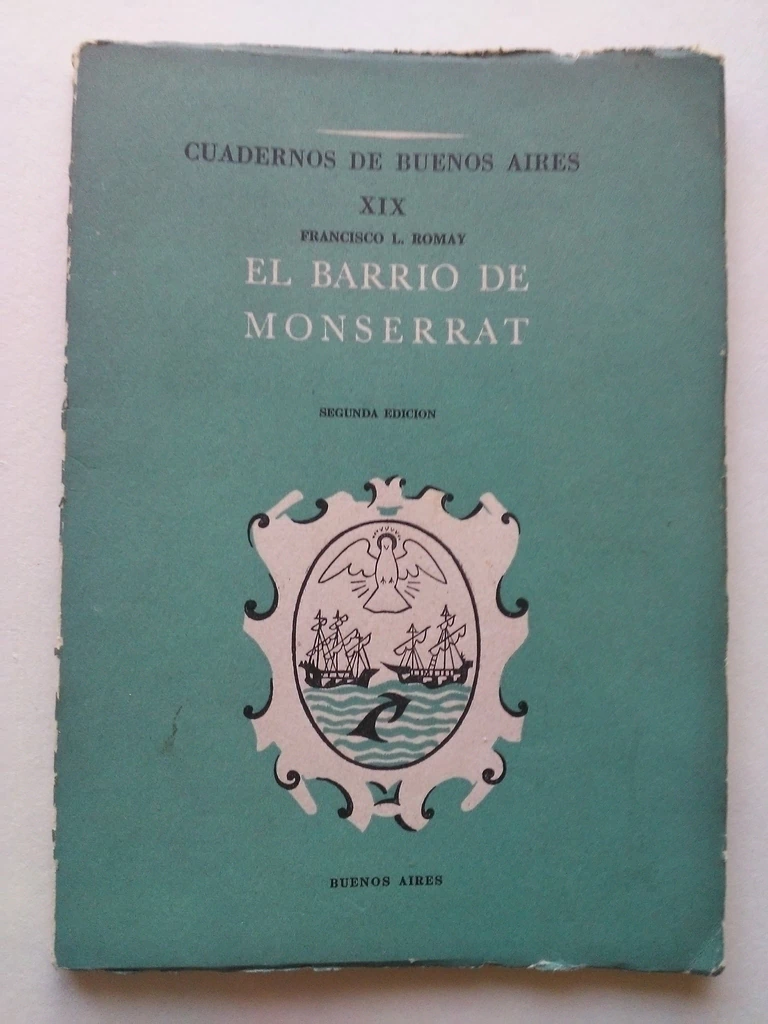 CUADERNOS DE BUENOS AIRES
XIX
FRANCISCO L. ROMAY
EL BARRIO DE
MONSERRAT
SEGUNDA EDICION
BUENOS AIRES